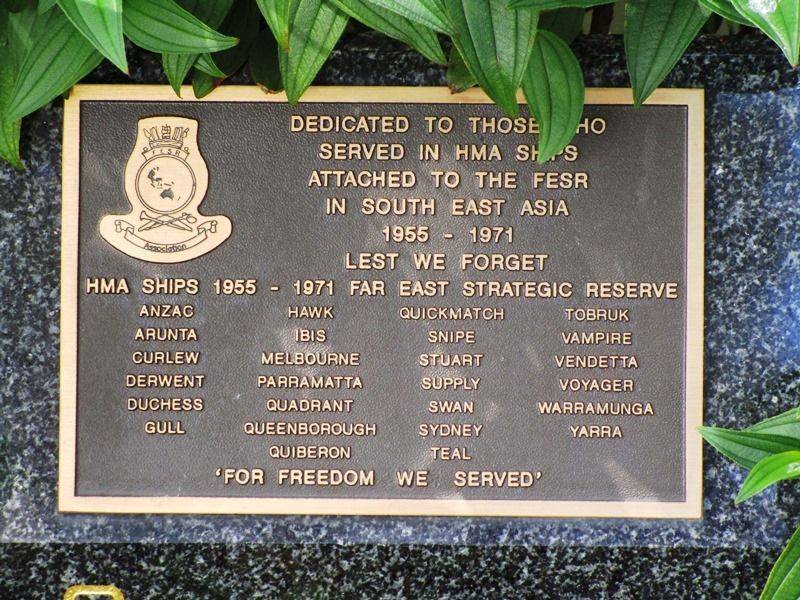 FESR
Association
DEDICATED TO THOSE WHO
SERVED IN HMA SHIPS
ATTACHED TO THE FESR
IN SOUTH EAST ASIA
1955 - 1971
LEST WE FORGET
HMA SHIPS 1955 - 1971 FAR EAST STRATEGIC RESERVE
ANZAC HAWK QUICKMATCH TOBRUK
ARUNTA IBIS SNIPE VAMPIRE
CURLEW MELBOURNE STUART VENDETTA
DERWENT PARRAMATTA SUPPLY VOYAGER
DUCHESS QUADRANT SWAN WARRAMUNGA
GULL QUEENBOROUGH SYDNEY YARRA
QUIBERON TEAL
'FOR FREEDOM WE SERVED'